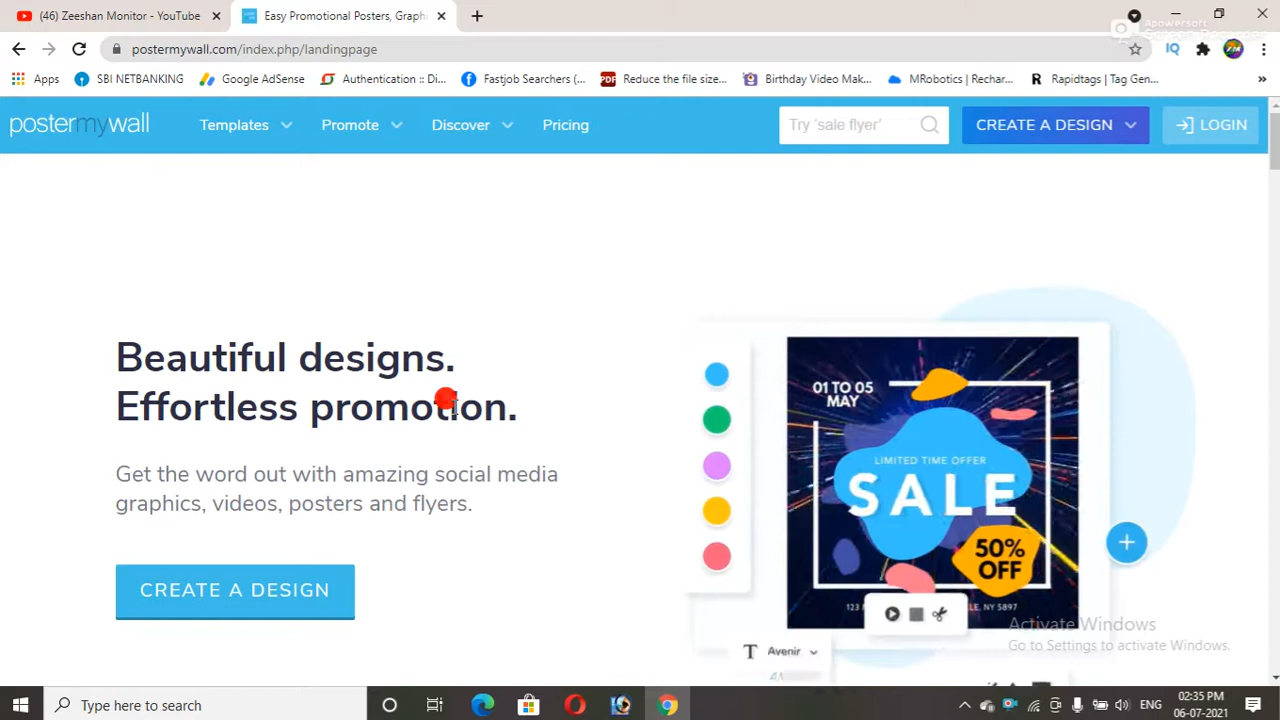 (46) Zeeshan Monitor - YouTube
Easy Promotional Posters, Graph
Apowersoft
Screen Recorder
postermywall.com/index.php/landingpage
Apps
SBI NETBANKING
Google AdSense
Authentication :: Di...
Fastjob Searchers (...
Reduce the file size...
Birthday Video Mak...
MRobotics | Rechar...
Rapidtags | Tag Gen...
postermywall
Templates
Promote
Discover
Pricing
Try 'sale flyer'
CREATE A DESIGN
LOGIN
Beautiful designs.
Effortless promotion.
Get the word out with amazing social media
graphics, videos, posters and flyers.
CREATE A DESIGN
01 TO 05
MAY
LIMITED TIME OFFER
SALE
50%
OFF
T Avenir
Activate Windows
Go to Settings to activate Windows.
Type here to search
ENG
02:35 PM
06-07-2021